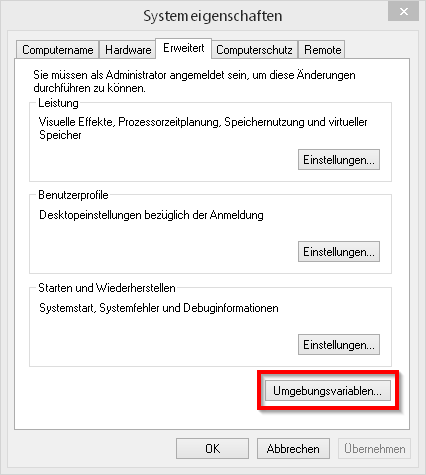 Systemeigenschaften
Computername Hardware Erweitert Computerschutz Remote
Sie müssen als Administrator angemeldet sein, um diese Änderungen
durchführen zu können.
Leistung
Visuelle Effekte, Prozessorzeitplanung, Speichernutzung und virtueller
Speicher
Einstellungen...
Benutzerprofile
Desktopeinstellungen bezüglich der Anmeldung
Einstellungen...
Starten und Wiederherstellen
Systemstart, Systemfehler und Debuginformationen
Einstellungen...
Umgebungsvariablen...
OK Abbrechen Übernehmen